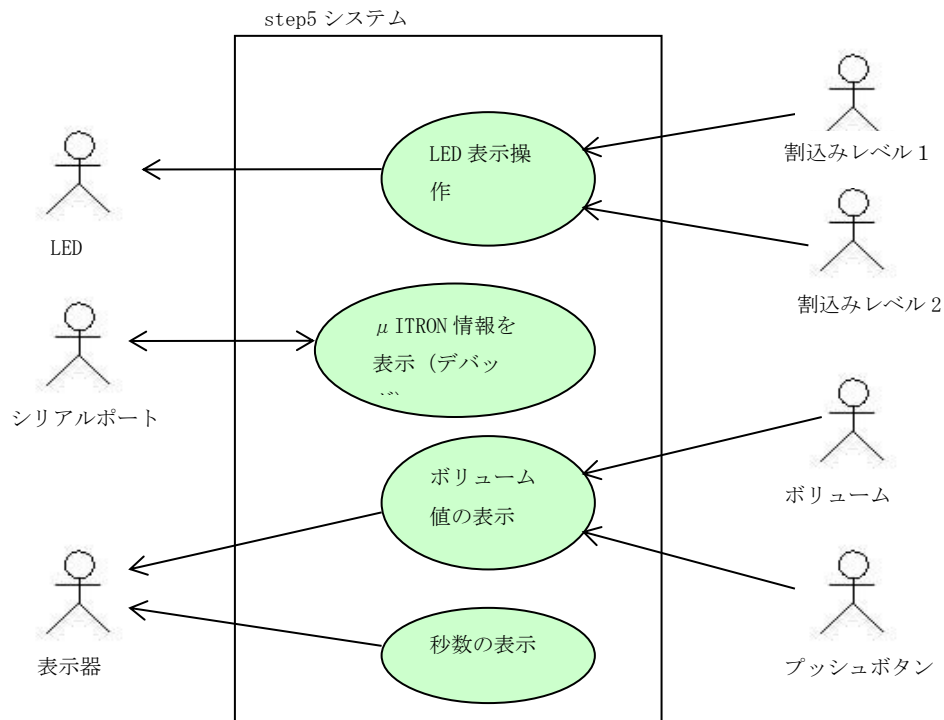 step5 システム
LED 表示操
作
割込みレベル１
LED
割込みレベル 2
μ ITRON 情報を
表示（デバッ
シリアルポート
ボリューム
値の表示
ボリューム
秒数の表示
表示器
プッシュボタン